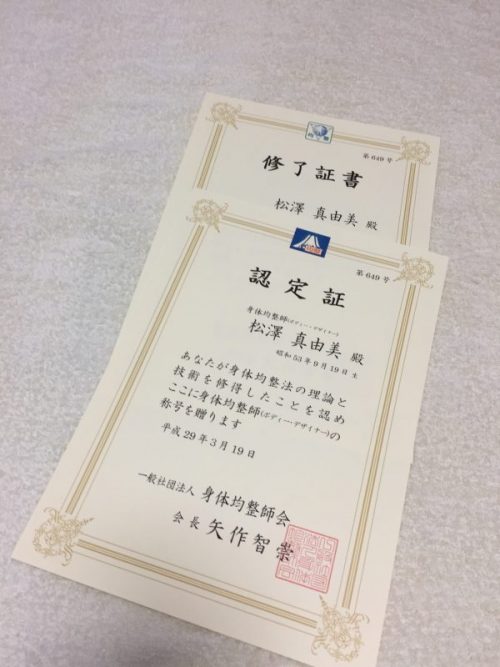 第649号
修了証書
松澤 真由美 殿
第649号
認定証
身体均整師(ボディー・デザイナー)
松澤 真由美 殿
昭和53年9月19日 生
あなたが身体均整法の理論と
技術を修得したことを認め
ここに身体均整師(ボディー・デザイナー)の
称号を贈ります
平成29年3月19日
一般社団法人 身体均整師会
会長 矢作智崇